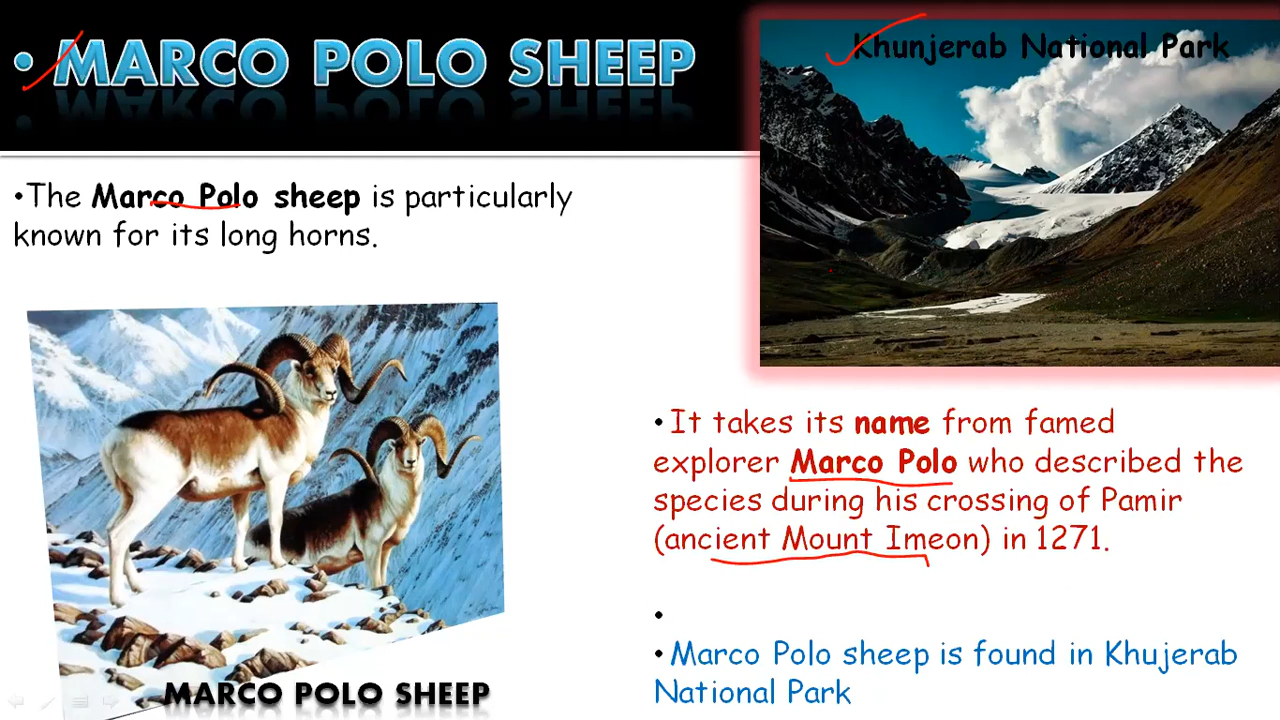 • MARCO POLO SHEEP
Khunjerab National Park
•The Marco Polo sheep is particularly
known for its long horns.
MARCO POLO SHEEP
•It takes its name from famed
explorer Marco Polo who described the
species during his crossing of Pamir
(ancient Mount Imeon) in 1271.
•
•Marco Polo sheep is found in Khujerab
National Park